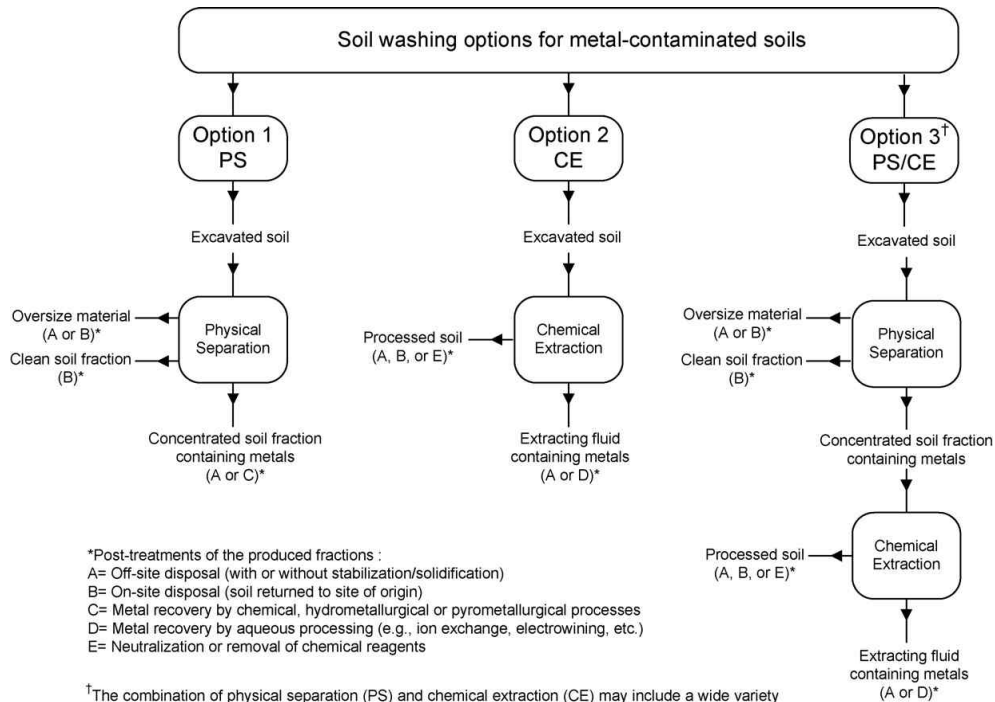 Soil washing options for metal-contaminated soils
Option 1
PS
Excavated soil
Physical
Separation
Oversize material
(A or B)*
Clean soil fraction
(B)*
Concentrated soil fraction
containing metals
(A or C)*
Option 2
CE
Excavated soil
Chemical
Extraction
Processed soil
(A, B, or E)*
Extracting fluid
containing metals
(A or D)*
Option 3†
PS/CE
Excavated soil
Physical
Separation
Oversize material
(A or B)*
Clean soil fraction
(B)*
Concentrated soil fraction
containing metals
Chemical
Extraction
Processed soil
(A, B, or E)*
Extracting fluid
containing metals
(A or D)*
*Post-treatments of the produced fractions :
A= Off-site disposal (with or without stabilization/solidification)
B= On-site disposal (soil returned to site of origin)
C= Metal recovery by chemical, hydrometallurgical or pyrometallurgical processes
D= Metal recovery by aqueous processing (e.g., ion exchange, electrowining, etc.)
E= Neutralization or removal of chemical reagents
†The combination of physical separation (PS) and chemical extraction (CE) may include a wide variety